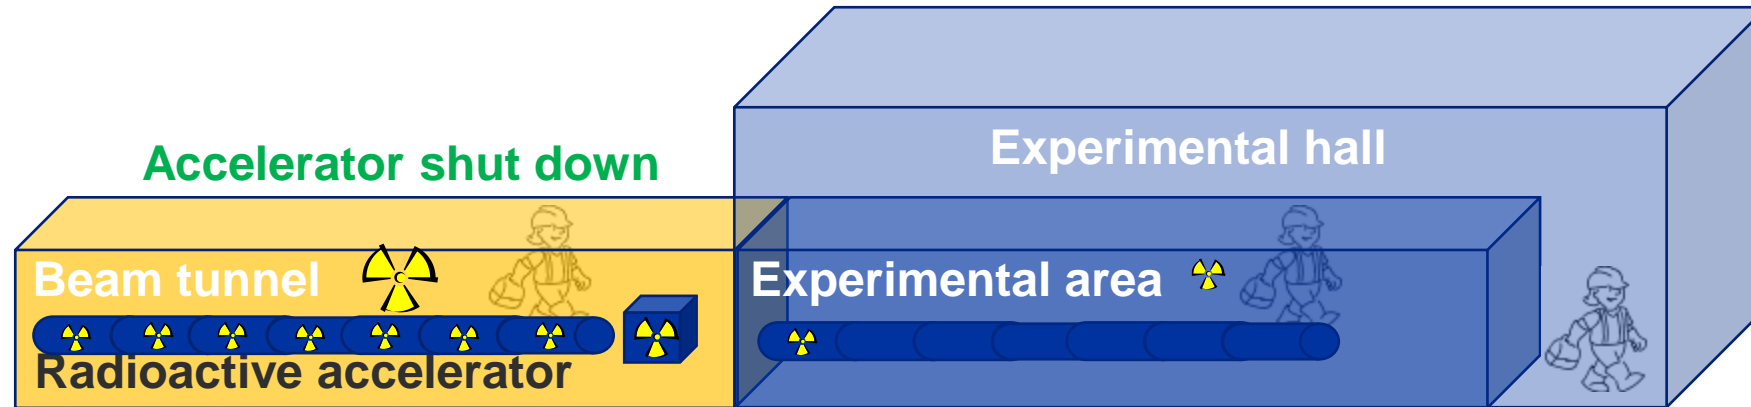 Experimental hall
Accelerator shut down
Beam tunnel
Experimental area
Radioactive accelerator